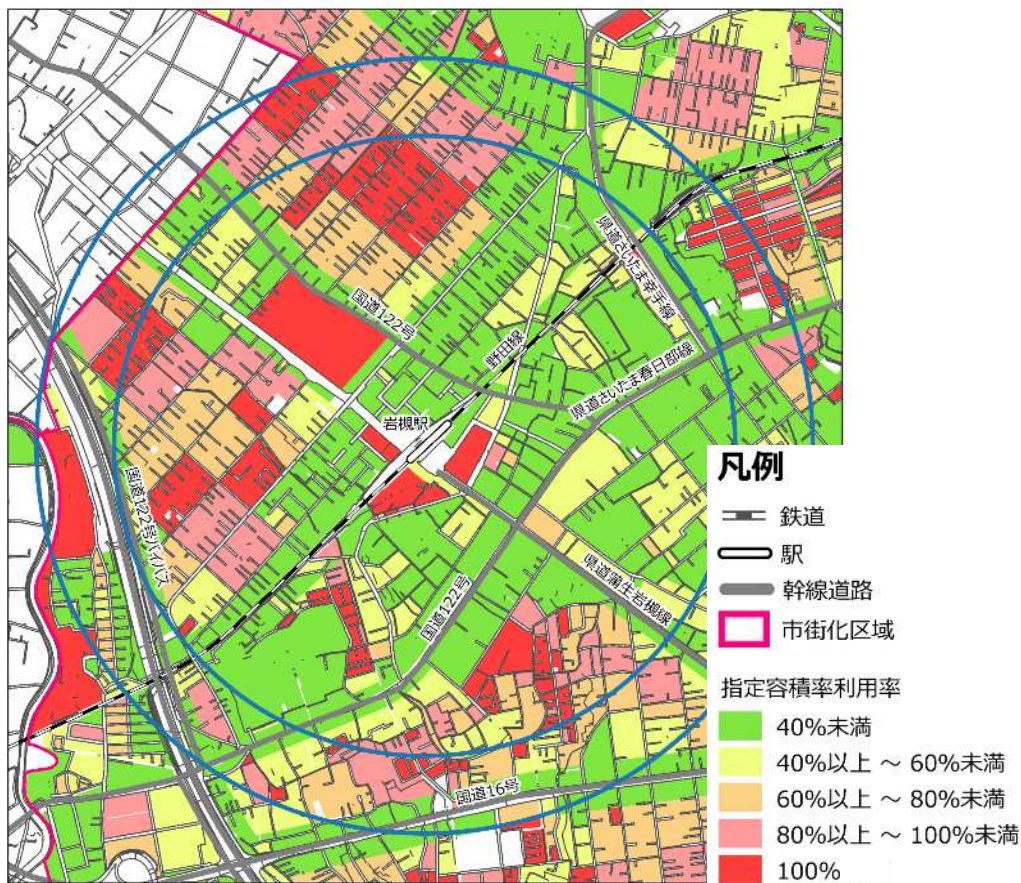 県道さいたま幸手線
国道122号
野田線
県道さいたま春日部線
岩槻駅
国道122号バイパス
国道122号
県道蒲生岩槻線
国道16号
凡例
鉄道
駅
幹線道路
市街化区域
指定容積率利用率
40%未満
40%以上 ～ 60%未満
60%以上 ～ 80%未満
80%以上 ～ 100%未満
100%